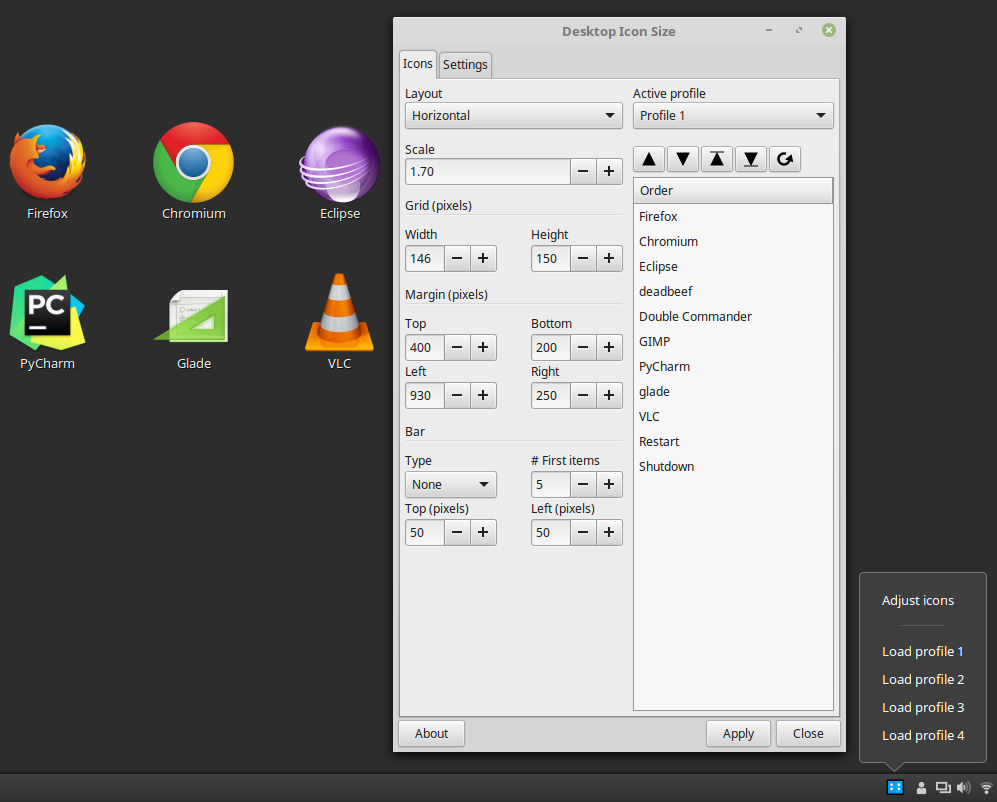 Desktop Icon Size
Icons
Settings
Layout
Horizontal
Scale
1.70
Grid (pixels)
Width
Height
146
150
Margin (pixels)
Top
Bottom
400
200
Left
Right
930
250
Bar
Type
# First items
None
5
Top (pixels)
Left (pixels)
50
50
Active profile
Profile 1
Order
Firefox
Chromium
Eclipse
deadbeef
Double Commander
GIMP
PyCharm
glade
VLC
Restart
Shutdown
About
Apply
Close
Firefox
Chromium
Eclipse
PC
PyCharm
Glade
VLC
Adjust icons
Load profile 1
Load profile 2
Load profile 3
Load profile 4